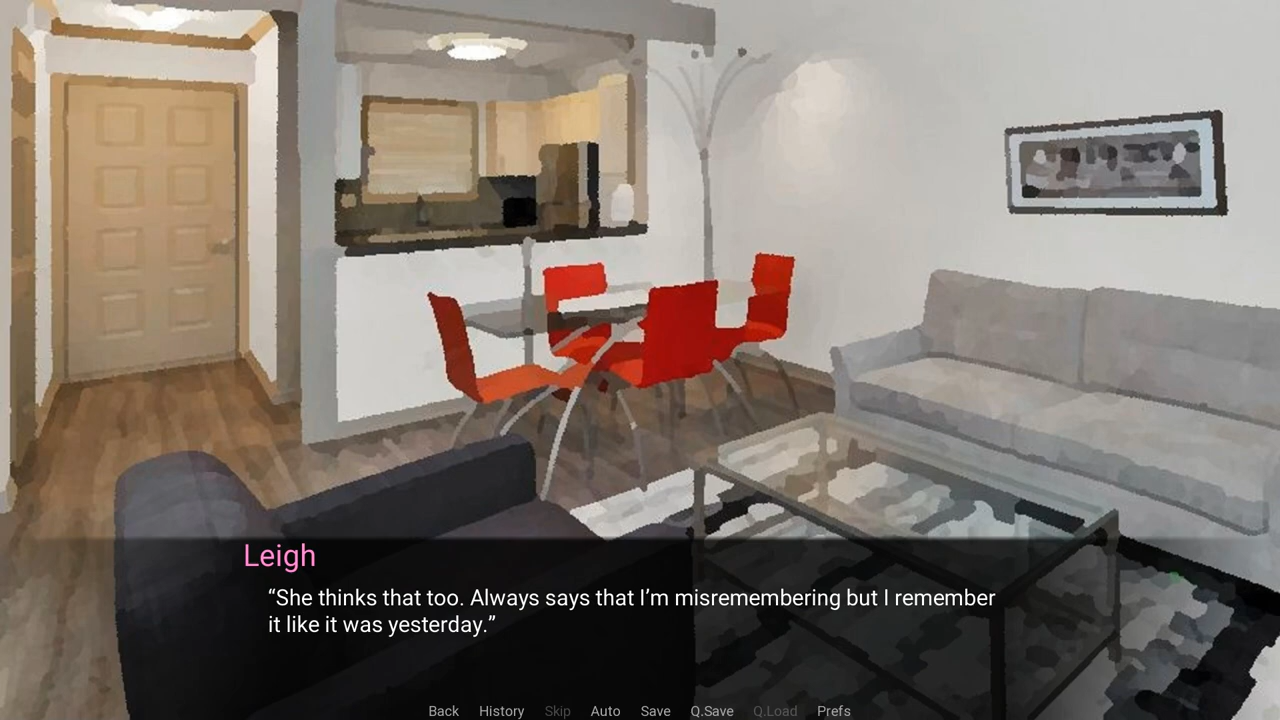 Leigh
“She thinks that too. Always says that I’m misremembering but I remember
it like it was yesterday.”
Back History Skip Auto Save Q.Save Q.Load Prefs